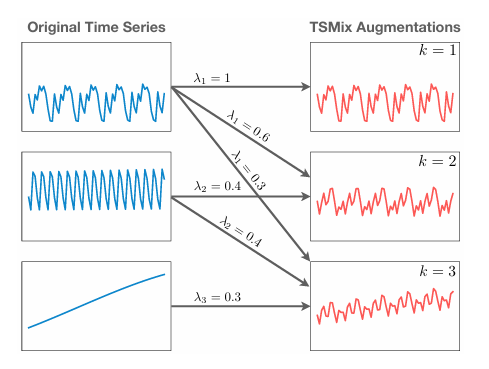 Original Time Series
TSMix Augmentations
k = 1
λ₁ = 1
λ₁ = 0.6
λ₁ = 0.3
k = 2
λ₂ = 0.4
λ₂ = 0.4
k = 3
λ₃ = 0.3